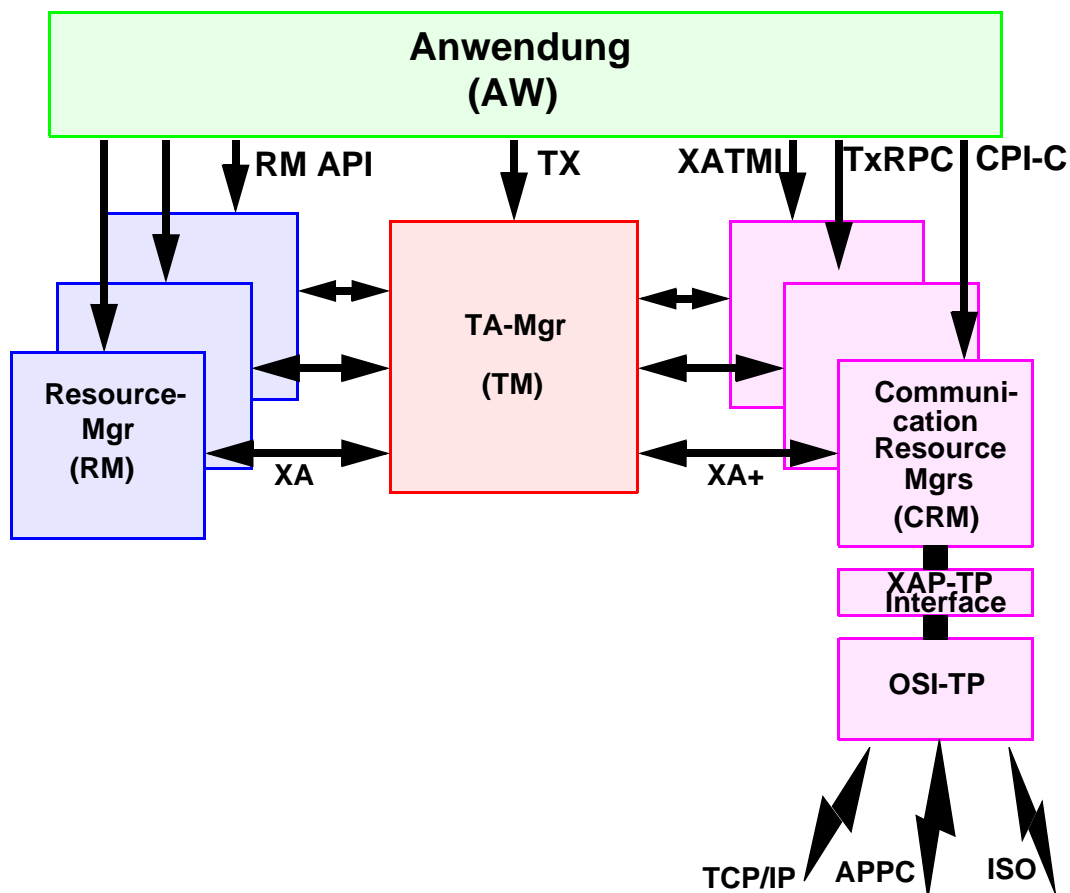 Anwendung
(AW)
RM API
TX
XATMI
TxRPC
CPI-C
TA-Mgr
(TM)
Resource-
Mgr
(RM)
XA
XA+
Communi-
cation
Resource
Mgrs
(CRM)
XAP-TP
Interface
OSI-TP
TCP/IP
APPC
ISO